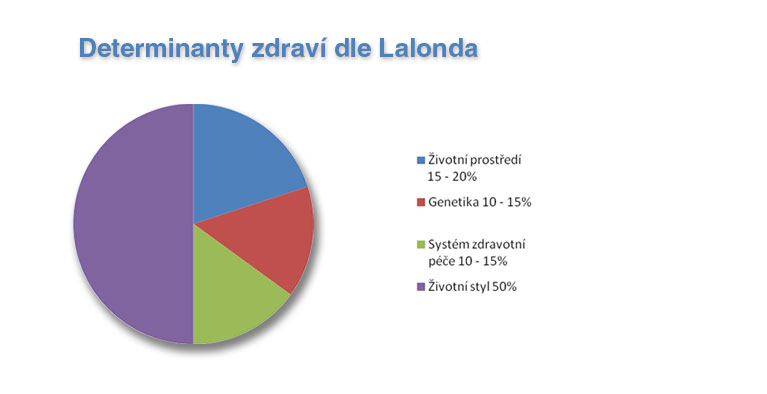 Determinanty zdraví dle Lalonda
Životní prostředí
15 - 20%
Genetika 10 - 15%
Systém zdravotní
péče 10 - 15%
Životní styl 50%